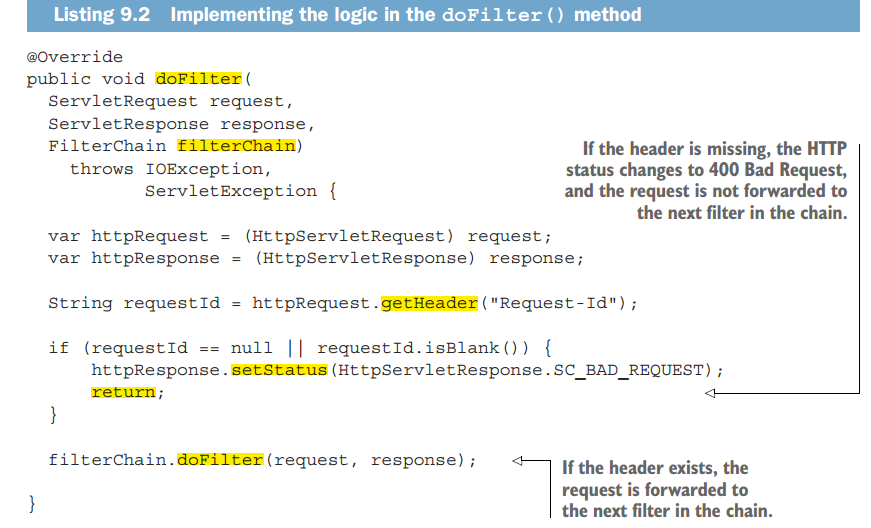 Listing 9.2 Implementing the logic in the doFilter() method
@Override
public void doFilter(
ServletRequest request,
ServletResponse response,
FilterChain filterChain)
throws IOException,
ServletException {
If the header is missing, the HTTP
status changes to 400 Bad Request,
and the request is not forwarded to
the next filter in the chain.
var httpRequest = (HttpServletRequest) request;
var httpResponse = (HttpServletResponse) response;
String requestId = httpRequest.getHeader("Request-Id");
if (requestId == null || requestId.isBlank()) {
httpResponse.setStatus(HttpServletResponse.SC_BAD_REQUEST);
return;
}
filterChain.doFilter(request, response);
If the header exists, the
request is forwarded to
the next filter in the chain.
}